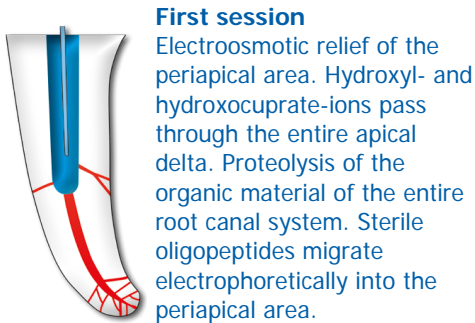 First session
Electroosmotic relief of the
periapical area. Hydroxyl- and
hydroxocuprate-ions pass
through the entire apical
delta. Proteolysis of the
organic material of the entire
root canal system. Sterile
oligopeptides migrate
electrophoretically into the
periapical area.